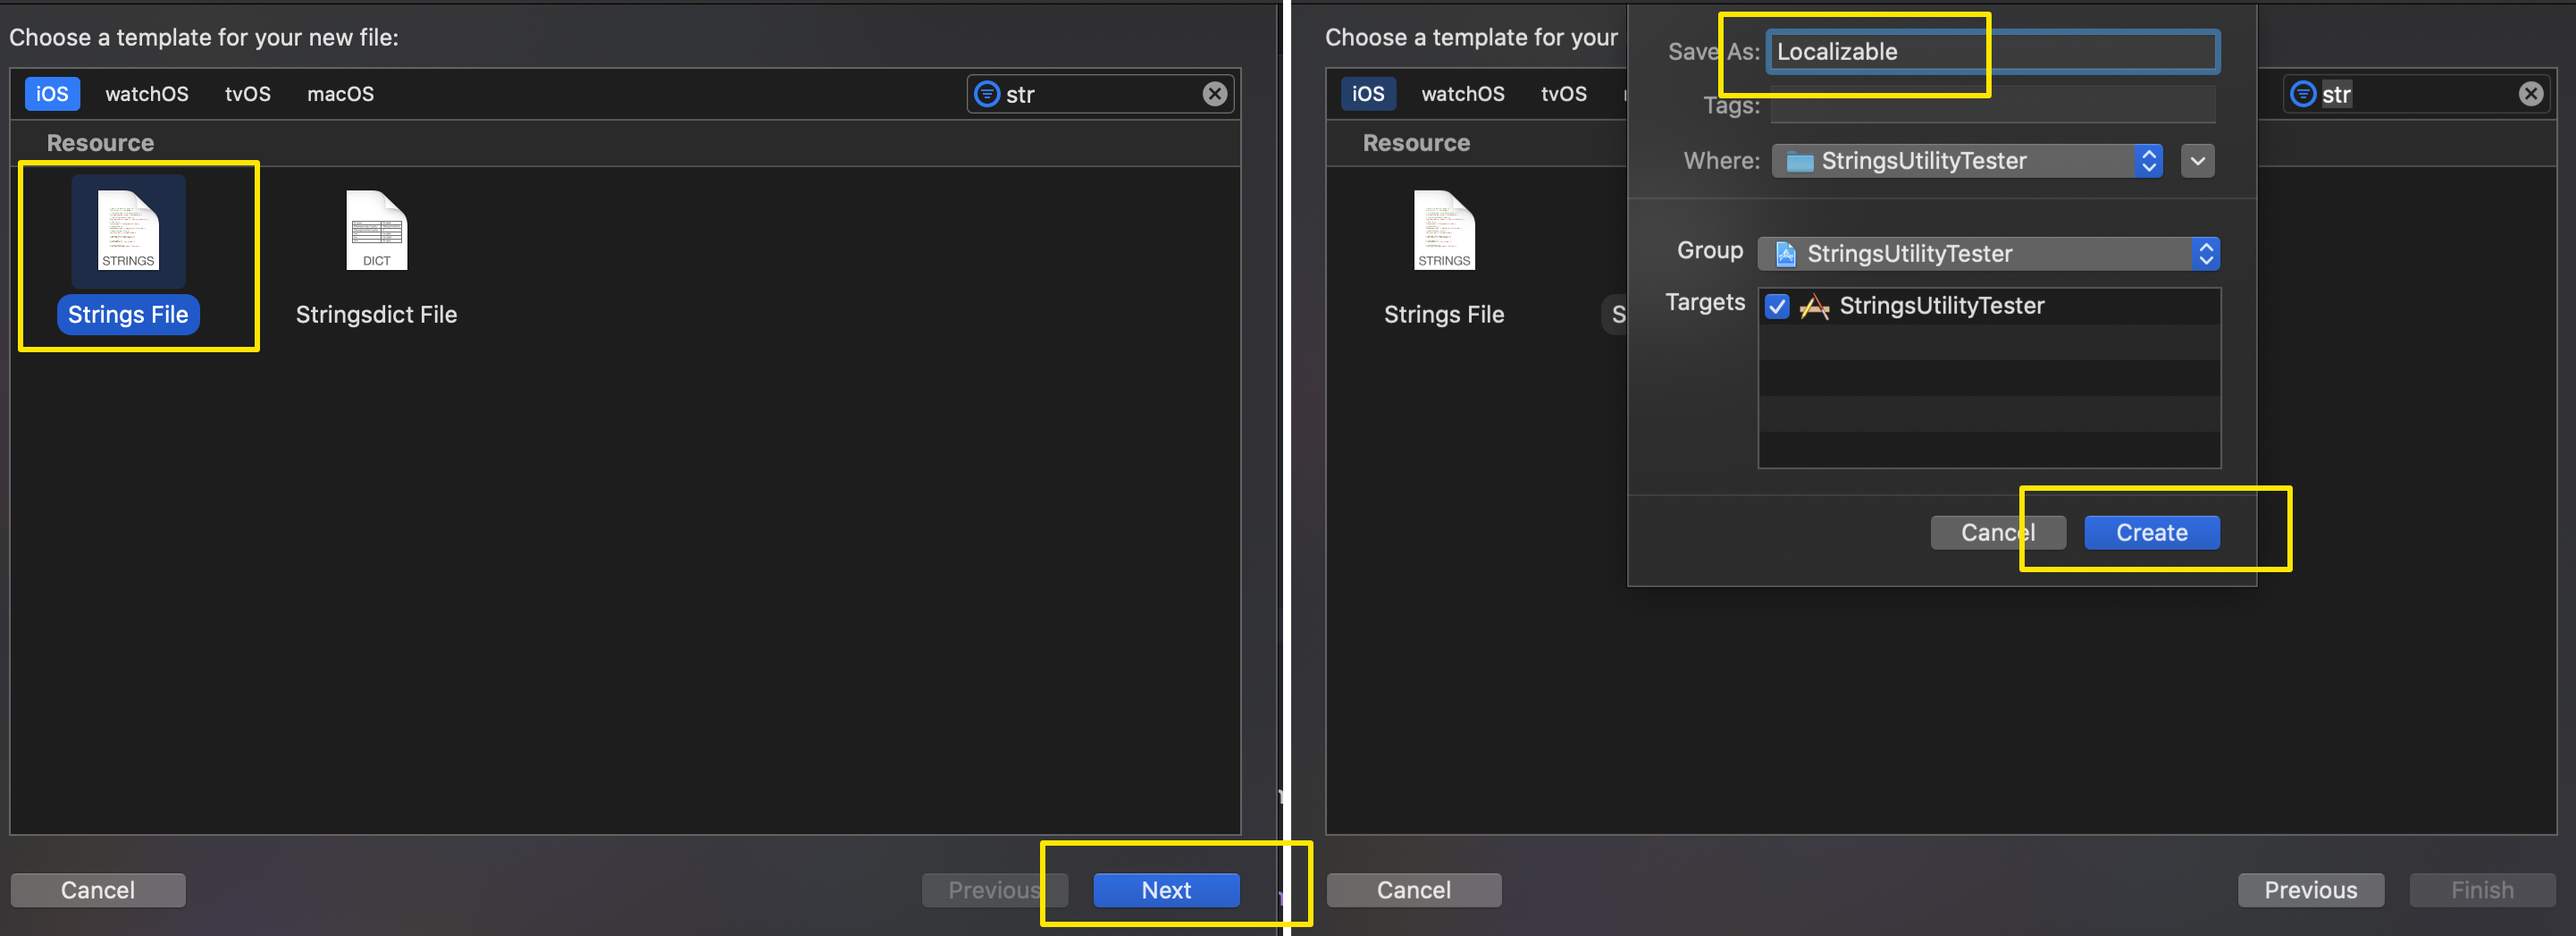 Choose a template for your new file:
iOS watchOS tvOS macOS str
Resource
STRINGS
DICT
Strings File
Stringsdict File
Cancel
Previous
Next
Choose a template for your
iOS watchOS tvOS
str
Resource
STRINGS
Strings File
S
Save As: Localizable
Tags:
Where: StringsUtilityTester
Group StringsUtilityTester
Targets StringsUtilityTester
Cancel
Create
Cancel
Previous
Finish